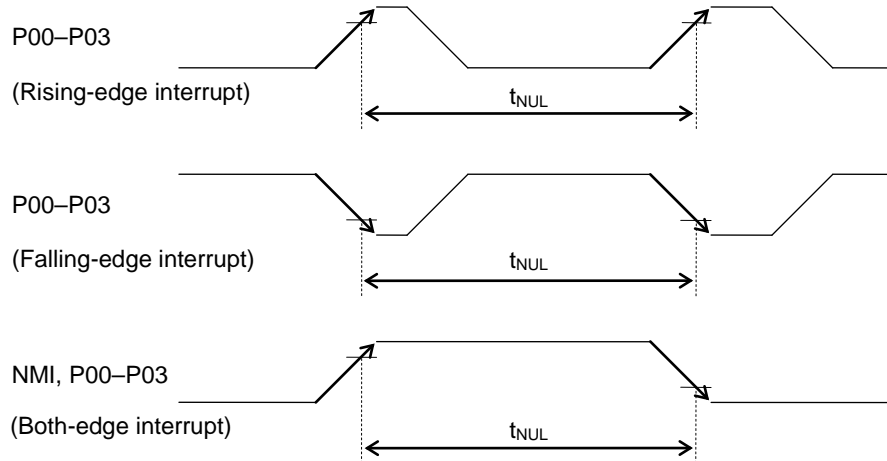 P00–P03
(Rising-edge interrupt)
tNUL
P00–P03
(Falling-edge interrupt)
tNUL
NMI, P00–P03
(Both-edge interrupt)
tNUL